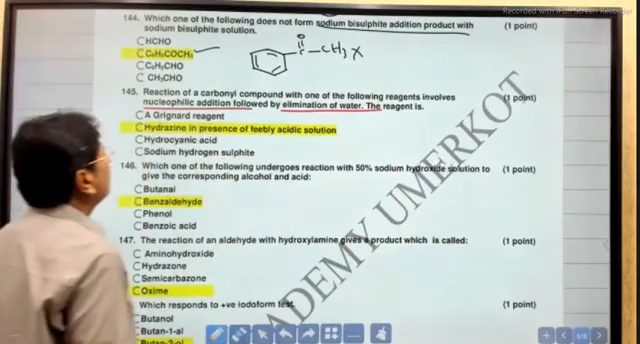 Recorded with iFun Screen Recorder
144. Which one of the following does not form sodium bisulphite addition product with (1 point)
sodium bisulphite solution.
HCHO
C₆H₅COCH₃
C₆H₅CHO
CH₃CHO
C - CH₃ X
145. Reaction of a carbonyl compound with one of the following reagents involves (1 point)
nucleophilic addition followed by elimination of water. The reagent is.
A Grignard reagent
Hydrazine in presence of feebly acidic solution
Hydrocyanic acid
Sodium hydrogen sulphite
146. Which one of the following undergoes reaction with 50% sodium hydroxide solution to (1 point)
give the corresponding alcohol and acid:
Butanal
Benzaldehyde
Phenol
Benzoic acid
147. The reaction of an aldehyde with hydroxylamine gives a product which is called: (1 point)
Aminohydroxide
Hydrazone
Semicarbazone
Oxime
Which responds to +ve iodoform test. (1 point)
Butanol
Butan-1-al
Butan-2-ol
ADEMY UMERKOT